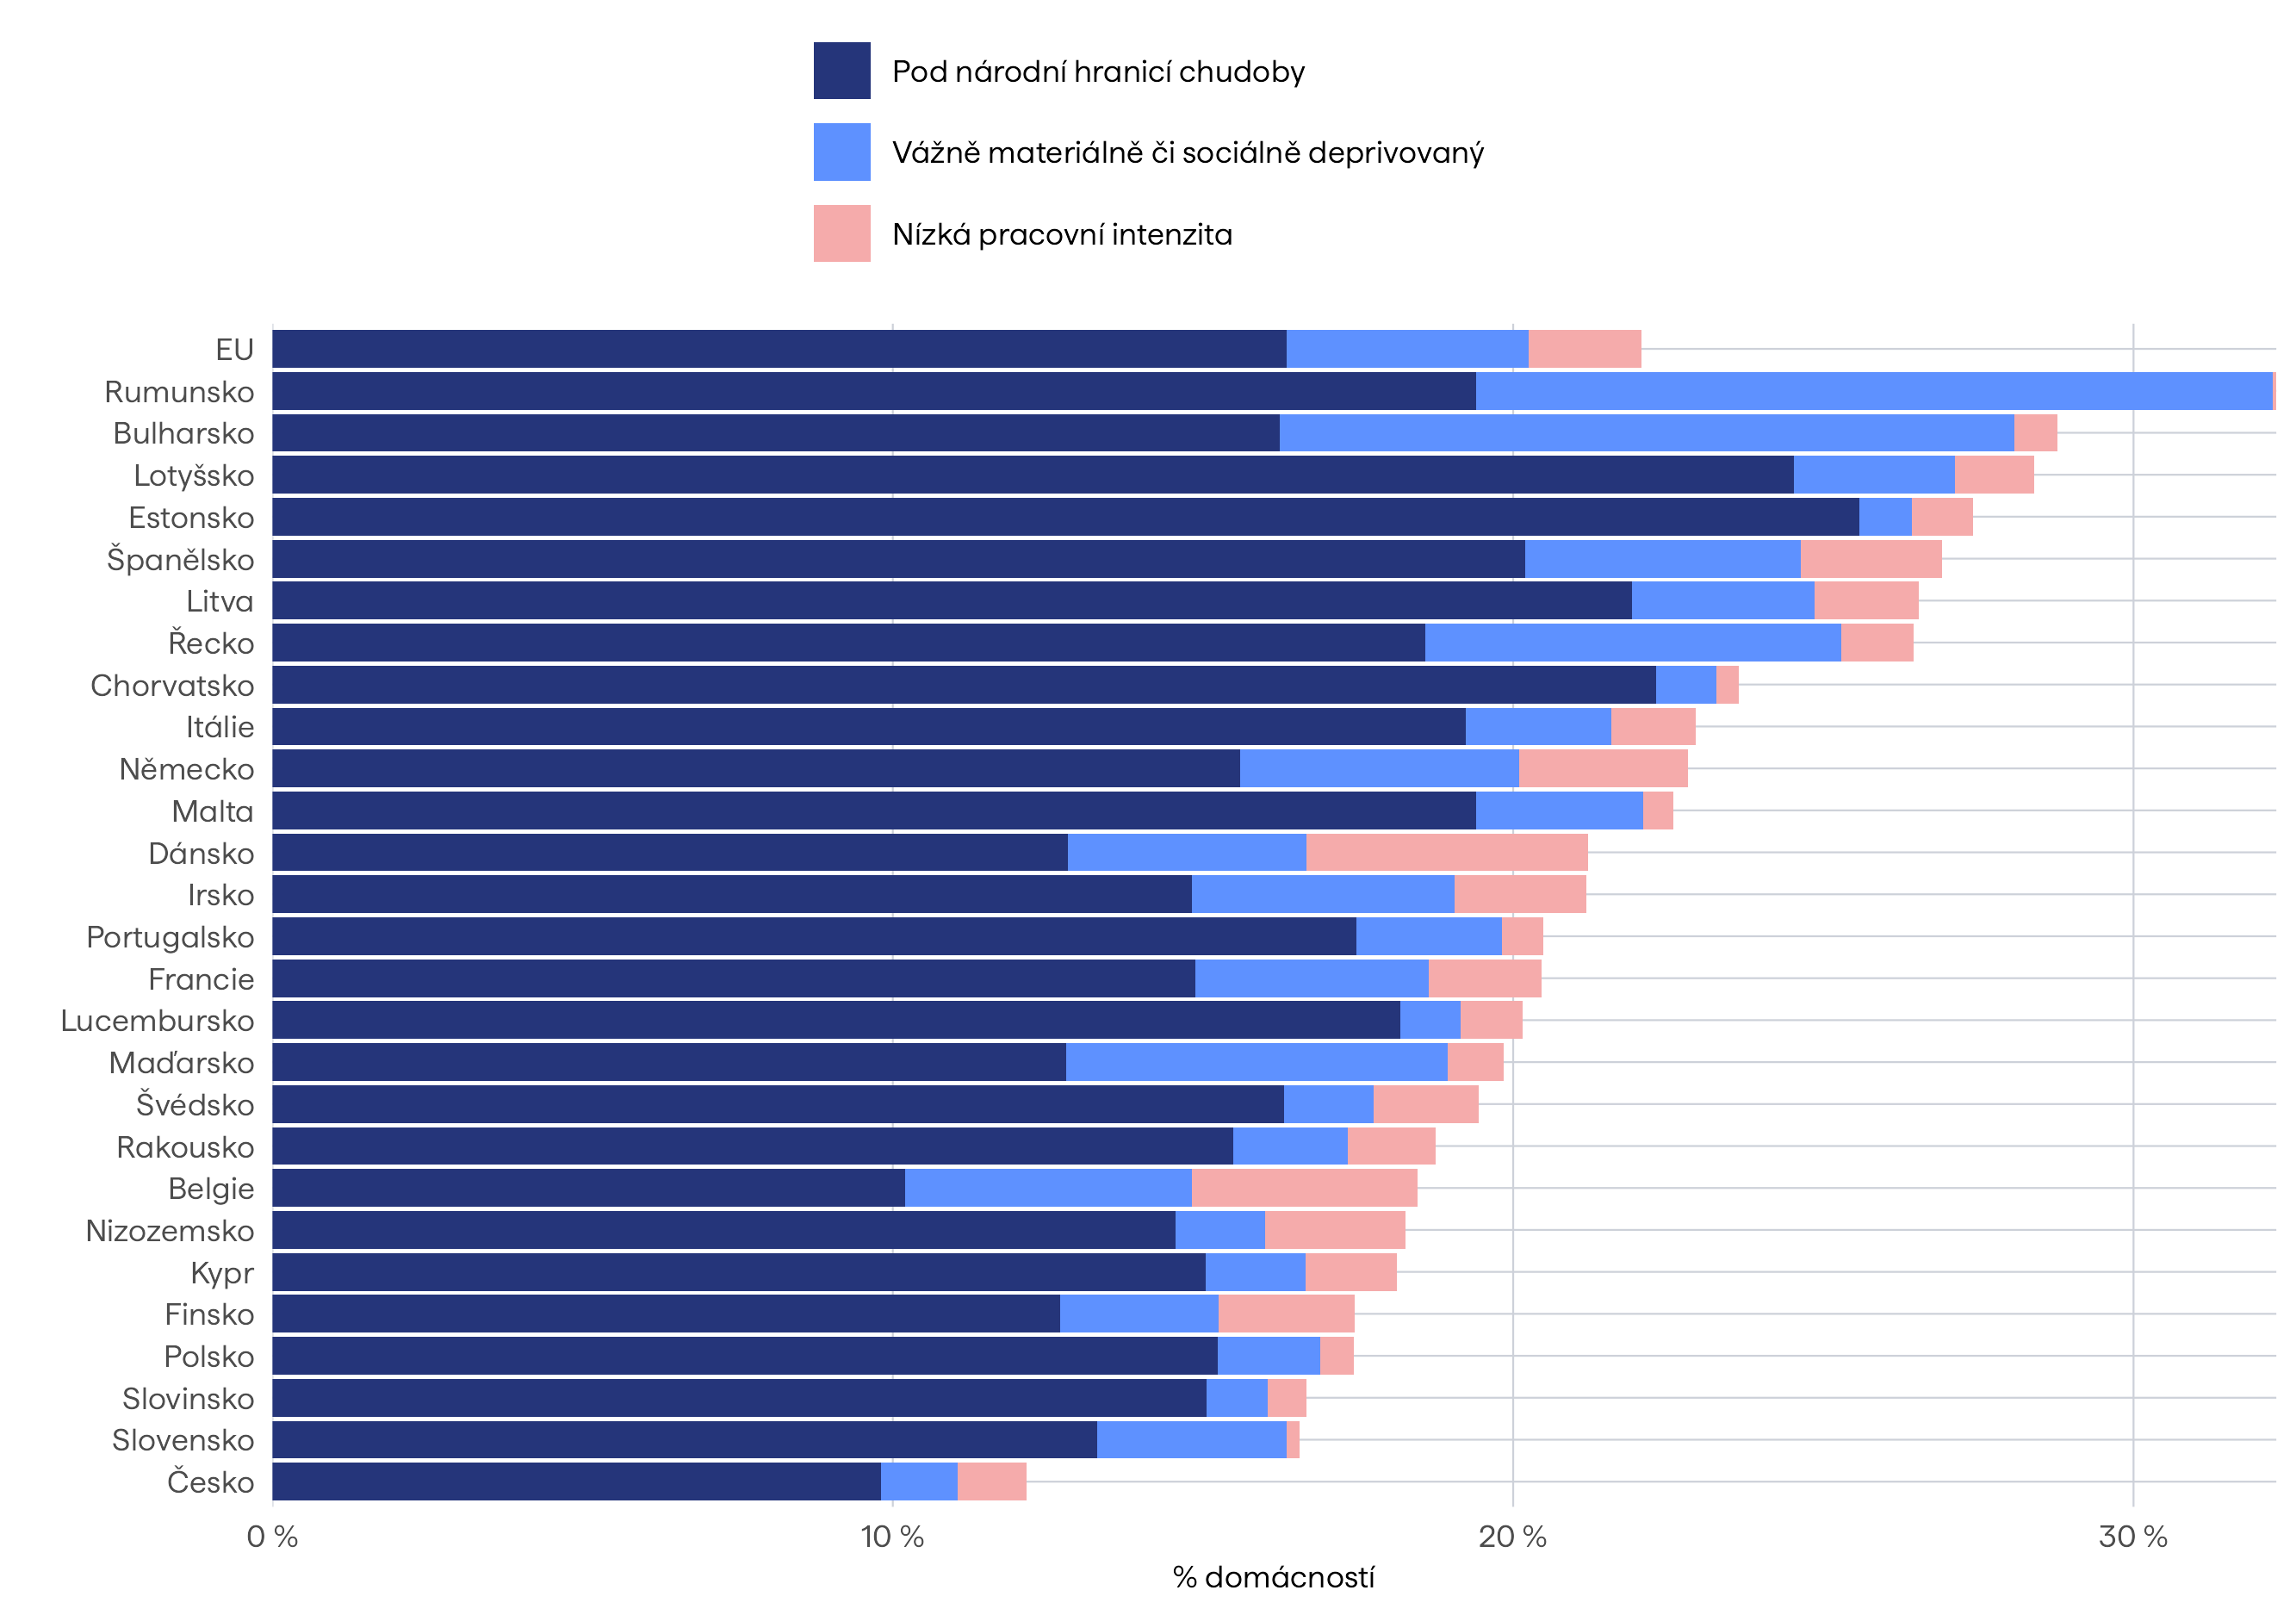 Pod národní hranicí chudoby
Vážně materiálně či sociálně deprivovaný
Nízká pracovní intenzita
EU
Rumunsko
Bulharsko
Lotyšsko
Estonsko
Španělsko
Litva
Řecko
Chorvatsko
Itálie
Německo
Malta
Dánsko
Irsko
Portugalsko
Francie
Lucembursko
Maďarsko
Švédsko
Rakousko
Belgie
Nizozemsko
Kypr
Finsko
Polsko
Slovinsko
Slovensko
Česko
0 % 10 % 20 % 30 %
% domácností